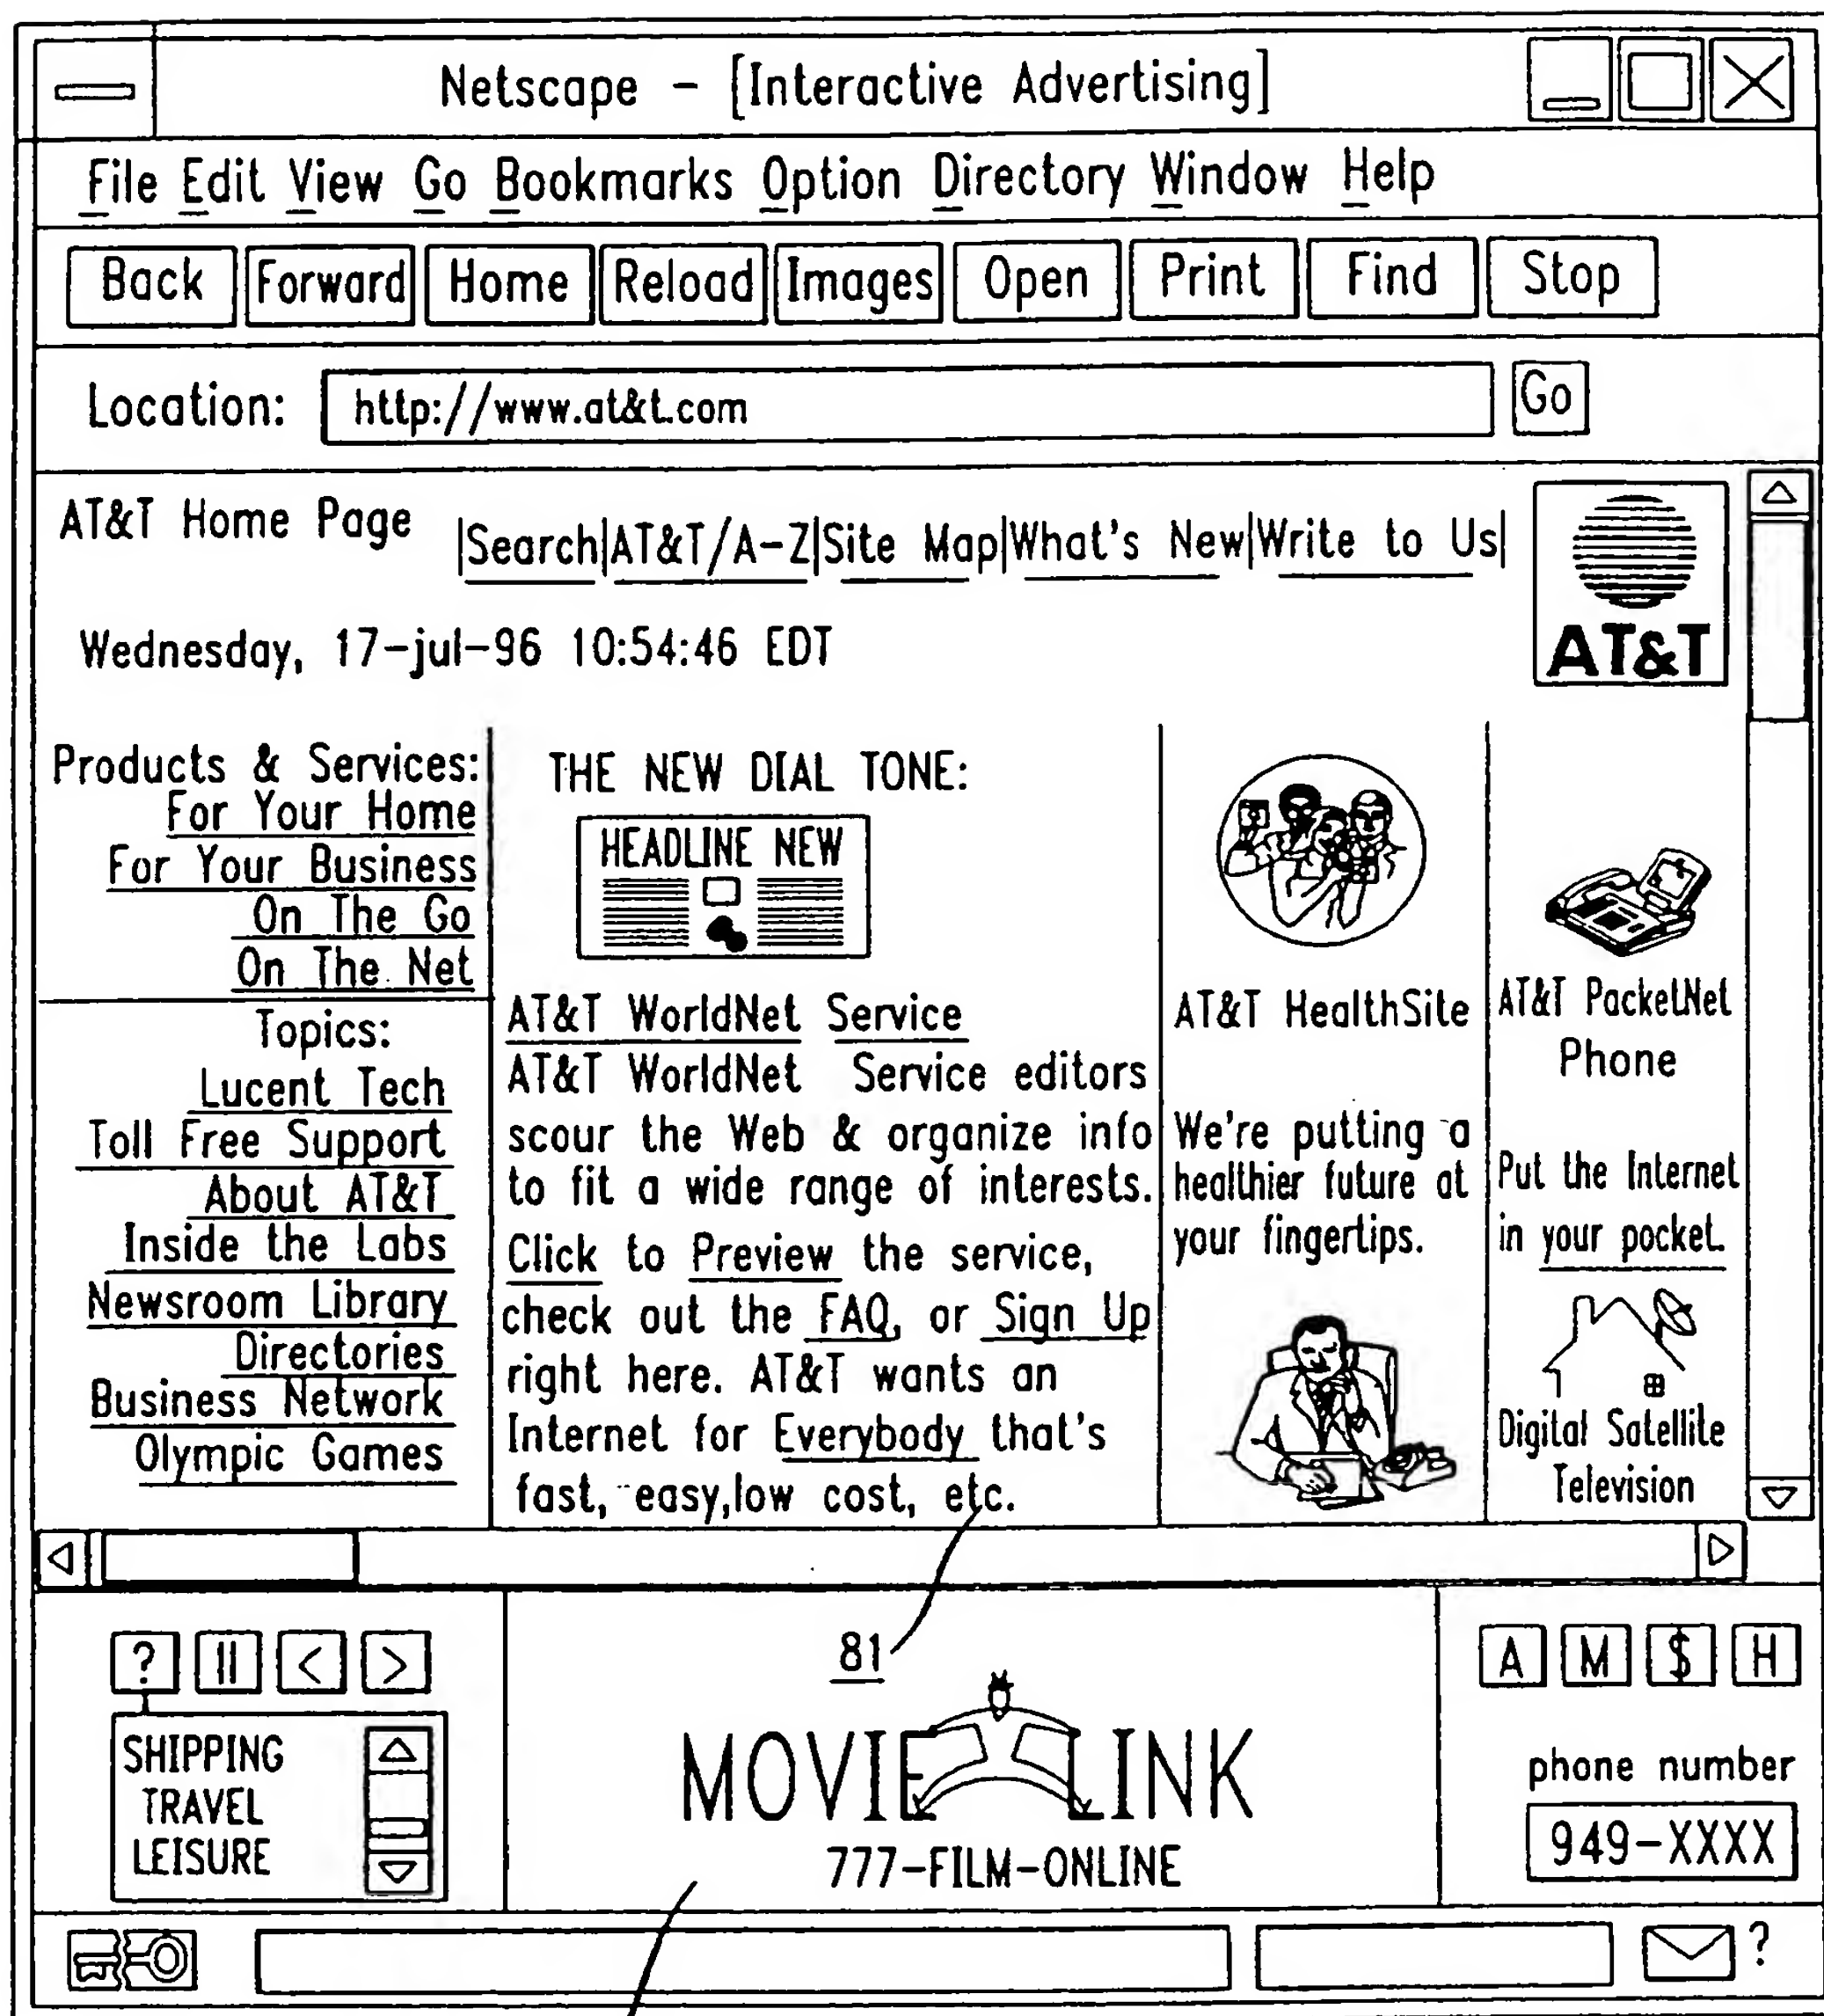 Netscape - [Interactive Advertising]
File Edit View Go Bookmarks Option Directory Window Help
Back Forward Home Reload Images Open Print Find Stop
Location: http://www.at&t.com Go
AT&T Home Page |Search|AT&T/A-Z|Site Map|What's New|Write to Us|
AT&T
Wednesday, 17-jul-96 10:54:46 EDT
Products & Services:
For Your Home
For Your Business
On The Go
On The Net
Topics:
Lucent Tech
Toll Free Support
About AT&T
Inside the Labs
Newsroom Library
Directories
Business Network
Olympic Games
THE NEW DIAL TONE:
HEADLINE NEW
AT&T WorldNet Service
AT&T WorldNet Service editors
scour the Web & organize info
to fit a wide range of interests.
Click to Preview the service,
check out the FAQ, or Sign Up
right here. AT&T wants an
Internet for Everybody that's
fast, easy,low cost, etc.
AT&T HealthSite
We're putting a
healthier future at
your fingertips.
AT&T PacketNet
Phone
Put the Internet
in your pocket.
Digital Satellite
Television
? || < >
SHIPPING
TRAVEL
LEISURE
81
MOVIE LINK
777-FILM-ONLINE
A M $ H
phone number
949-XXXX
?